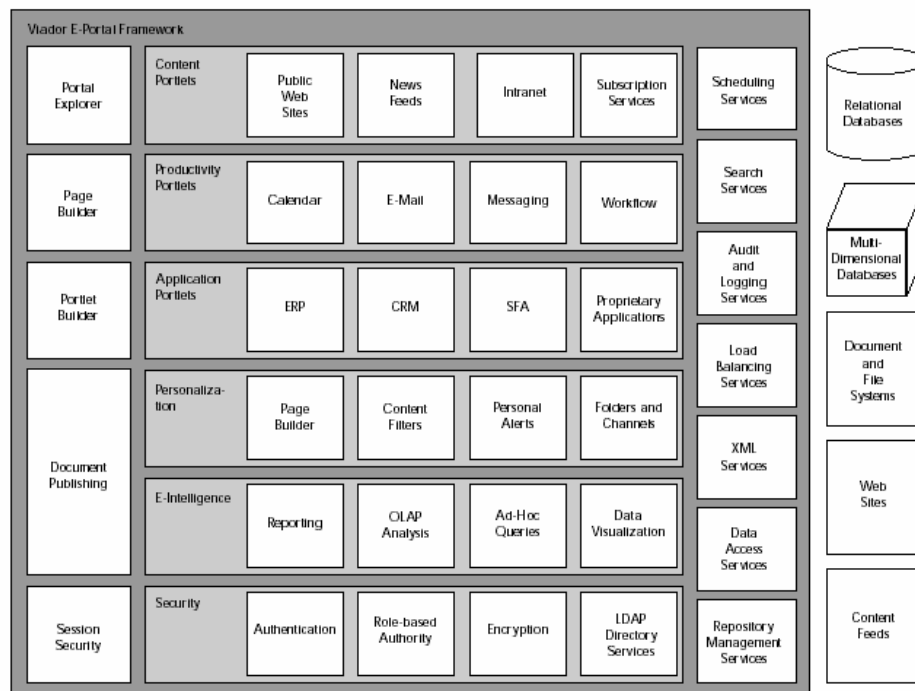 Viador E-Portal Framework
Portal
Explorer
Content
Portlets
Public
Web
Sites
News
Feeds
Intranet
Subscription
Services
Scheduling
Services
Relational
Databases
Page
Builder
Productivity
Portlets
Calendar
E-Mail
Messaging
Workflow
Search
Services
Multi-
Dimensional
Databases
Portlet
Builder
Application
Portlets
ERP
CRM
SFA
Proprietary
Applications
Audit
and
Logging
Services
Document
and
File
Systems
Load
Balancing
Services
Document
Publishing
Personaliza-
tion
Page
Builder
Content
Filters
Personal
Alerts
Folders and
Channels
XML
Services
Web
Sites
E-Intelligence
Reporting
OLAP
Analysis
Ad-Hoc
Queries
Data
Visualization
Data
Access
Services
Session
Security
Security
Authentication
Role-based
Authority
Encryption
LDAP
Directory
Services
Repository
Management
Services
Content
Feeds